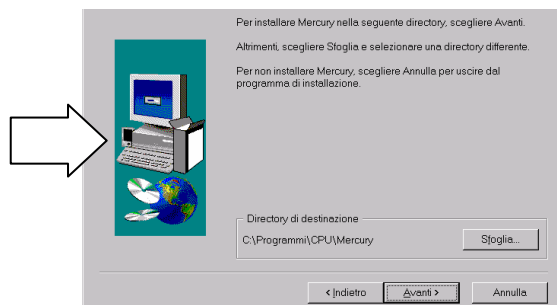 Per installare Mercury nella seguente directory, scegliere Avanti.
Altrimenti, scegliere Sfoglia e selezionare una directory differente.
Per non installare Mercury, scegliere Annulla per uscire dal
programma di installazione.
Directory di destinazione
C:\Programmi\CPU\Mercury
Sfoglia...
< Indietro
Avanti >
Annulla